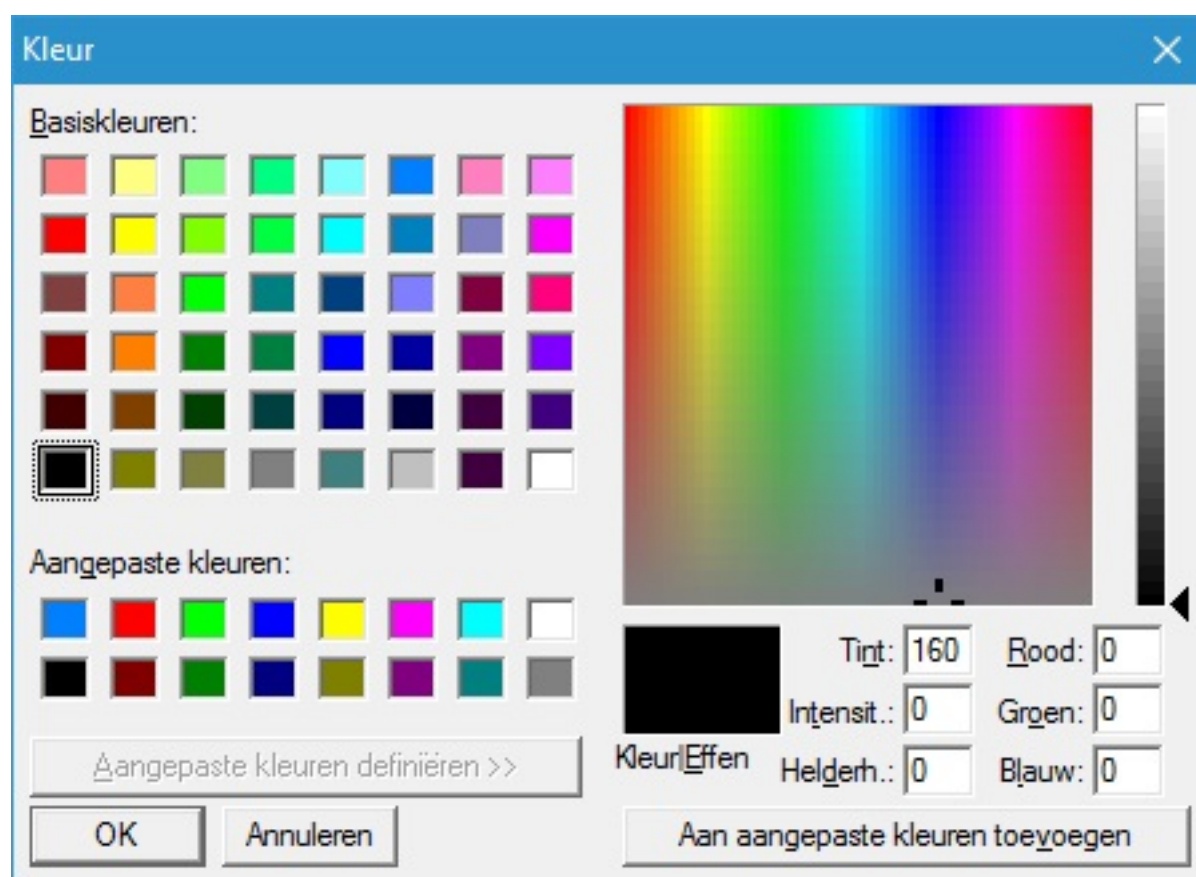 Kleur
Basiskleuren:
Aangepaste kleuren:
Aangepaste kleuren definiëren >>
OK Annuleren
Tint: 160 Rood: 0
Intensit.: 0 Groen: 0
Kleur|Effen Helderh.: 0 Blauw: 0
Aan aangepaste kleuren toevoegen